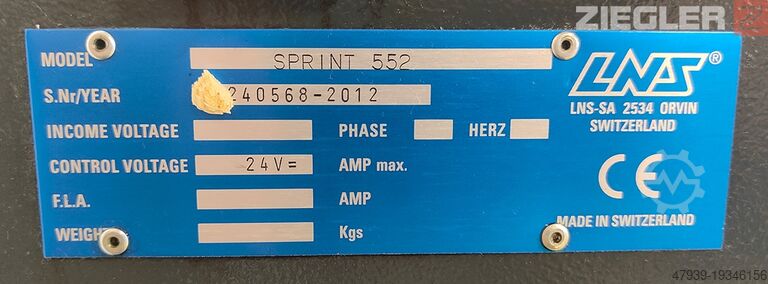 ZIEGLER
MODEL SPRINT 552
S.Nr/YEAR 240568-2012
INCOME VOLTAGE PHASE HERZ
CONTROL VOLTAGE 24V= AMP max.
F.L.A. AMP
WEIGHT Kgs
LNS®
LNS-SA 2534 ORVIN
SWITZERLAND
CE
MADE IN SWITZERLAND
47939-19346156